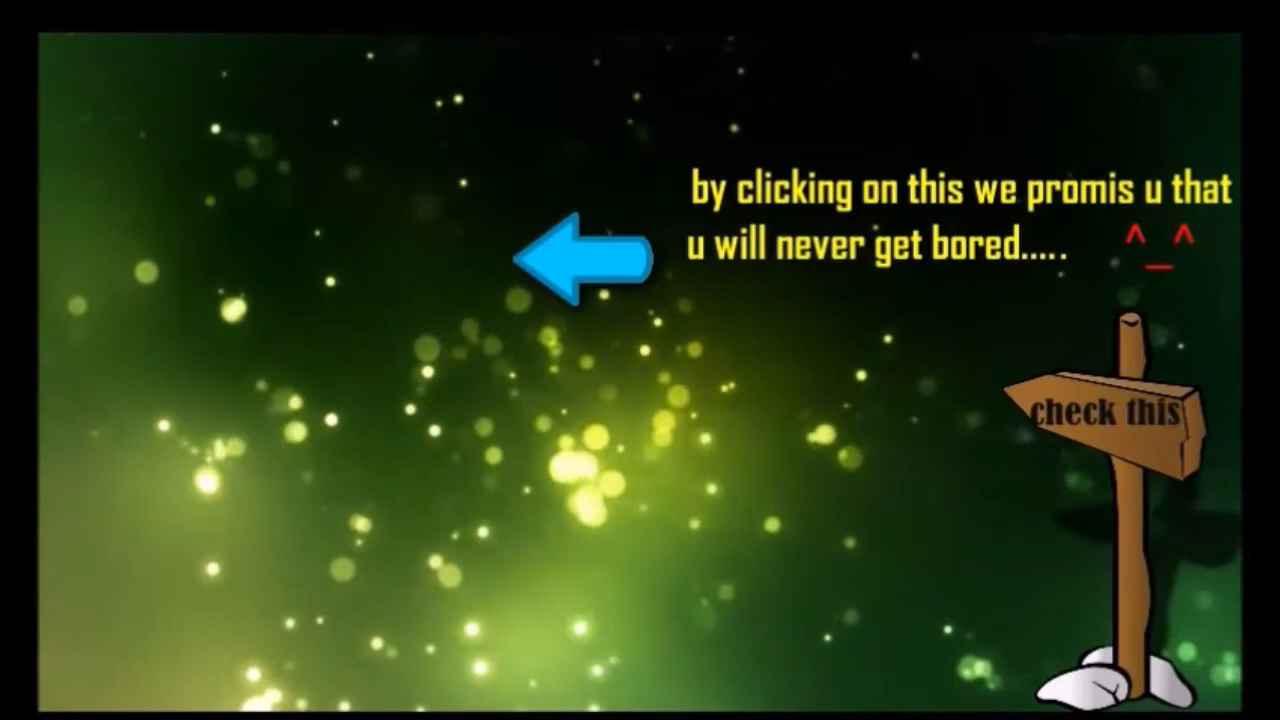 by clicking on this we promis u that
u will never get bored.....
^_^
check this